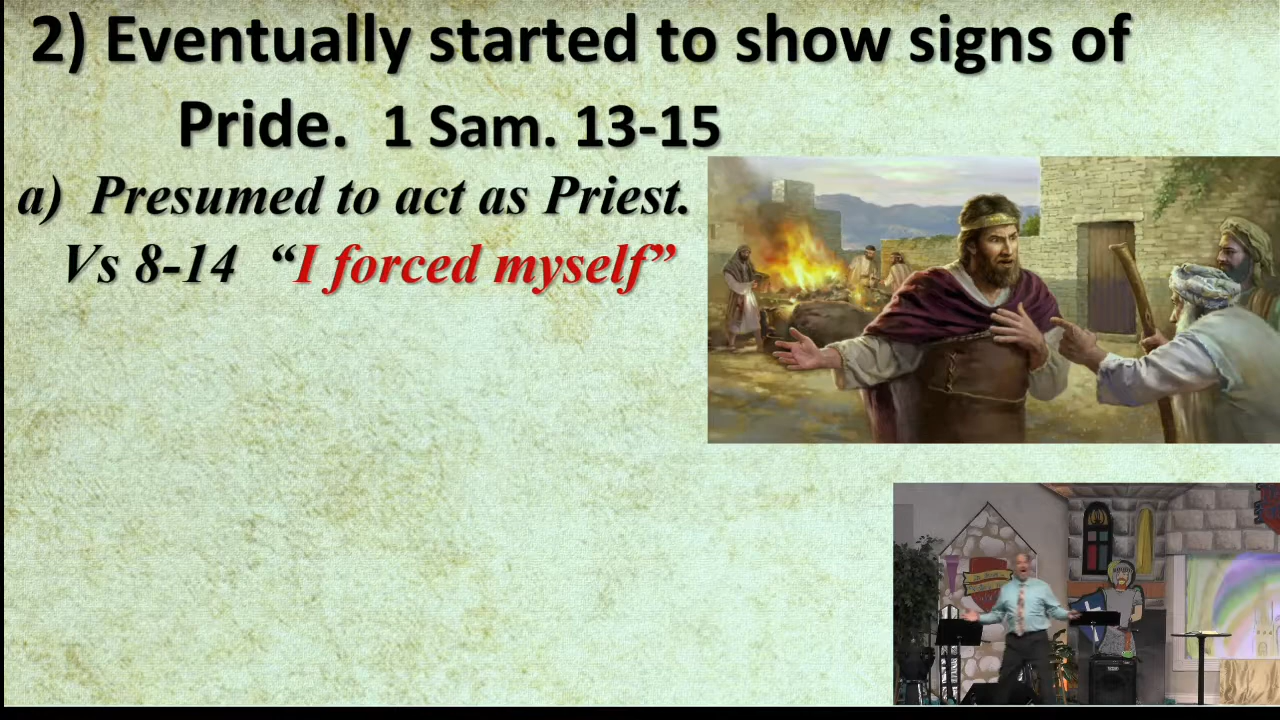 2) Eventually started to show signs of
Pride. 1 Sam. 13-15
a) Presumed to act as Priest.
Vs 8-14 “I forced myself”